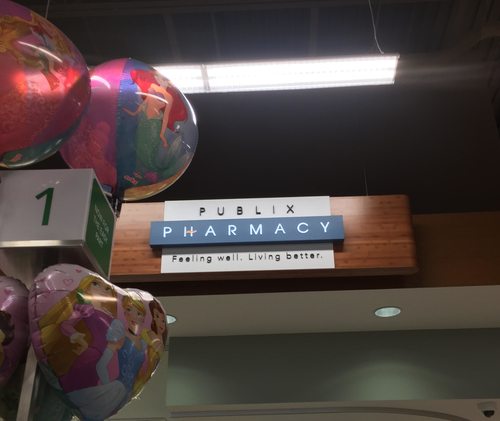 1
PUBLIX
PHARMACY
Feeling well. Living better.